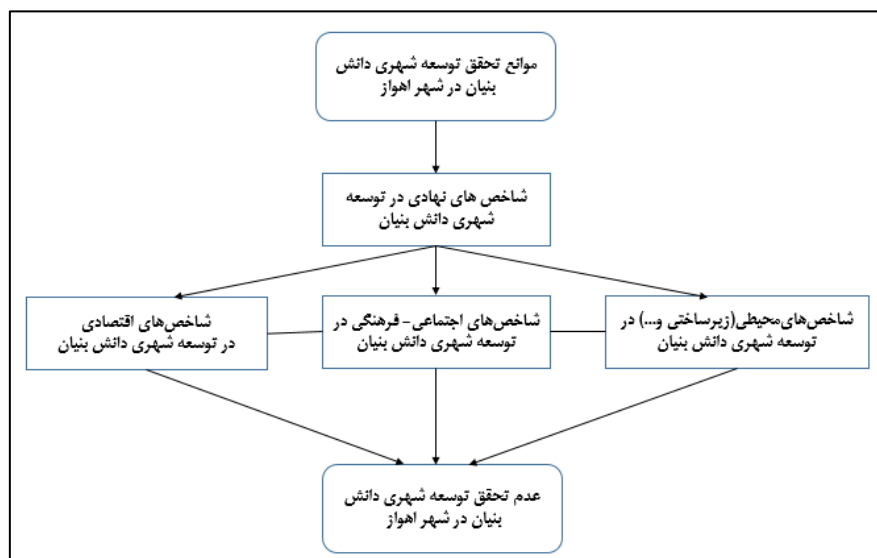 موانع تحقق توسعه شهری دانش
بنیان در شهر اهواز
شاخص های نهادی در توسعه
شهری دانش بنیان
شاخص‌های‌محیطی(زیرساختی و...) در
توسعه شهری دانش بنیان
شاخص‌های اجتماعی- فرهنگی در
توسعه شهری دانش بنیان
شاخص‌های اقتصادی
در توسعه شهری دانش بنیان
عدم تحقق توسعه شهری دانش
بنیان در شهر اهواز